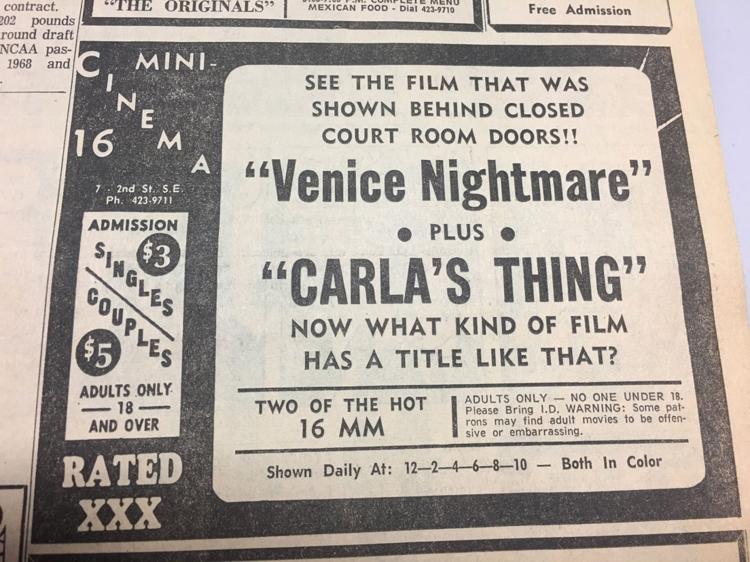 contract.
202 pounds
round draft
NCAA pas-
1968 and
"THE ORIGINALS"
MEXICAN FOOD - Dial 423-9710
Free Admission
MINI-
CINEMA
16
7 - 2nd St. S.E.
Ph. 423-9711
ADMISSION
$3
SINGLES
COUPLES
$5
ADULTS ONLY
— 18 —
AND OVER
RATED
XXX
SEE THE FILM THAT WAS
SHOWN BEHIND CLOSED
COURT ROOM DOORS!!
"Venice Nightmare"
● PLUS ●
"CARLA'S THING"
NOW WHAT KIND OF FILM
HAS A TITLE LIKE THAT?
TWO OF THE HOT
16 MM
ADULTS ONLY — NO ONE UNDER 18.
Please Bring I.D. WARNING: Some pat-
rons may find adult movies to be offen-
sive or embarrassing.
Shown Daily At: 12—2—4—6—8—10 — Both In Color